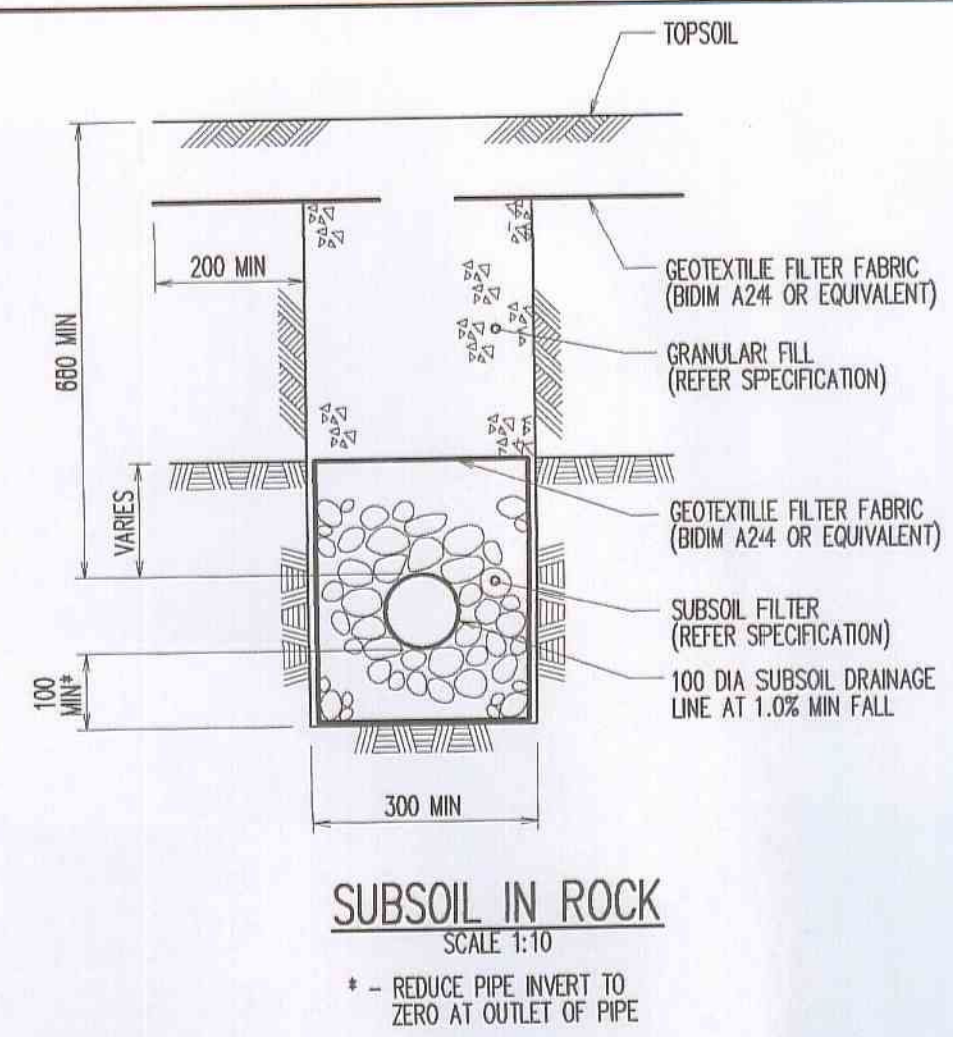 TOPSOIL
200 MIN
GEOTEXTILE FILTER FABRIC
(BIDIM A24 OR EQUIVALENT)
GRANULAR FILL
(REFER SPECIFICATION)
VARIES
GEOTEXTILE FILTER FABRIC
(BIDIM A24 OR EQUIVALENT)
SUBSOIL FILTER
(REFER SPECIFICATION)
100
MIN*
100 DIA SUBSOIL DRAINAGE
LINE AT 1.0% MIN FALL
300 MIN
SUBSOIL IN ROCK
SCALE 1:10
* - REDUCE PIPE INVERT TO
ZERO AT OUTLET OF PIPE